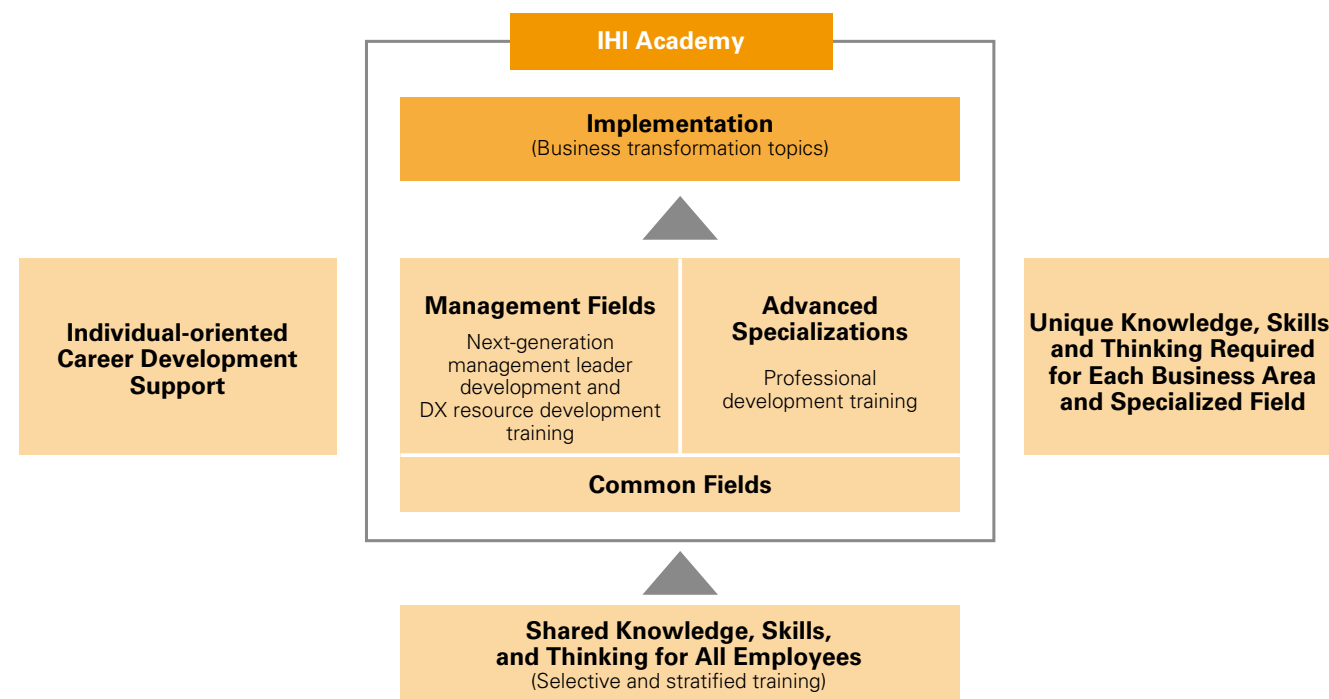 IHI Academy
Implementation
(Business transformation topics)
Individual-oriented
Career Development
Support
Management Fields
Next-generation
management leader
development and
DX resource development
training
Advanced
Specializations
Professional
development training
Common Fields
Unique Knowledge, Skills
and Thinking Required
for Each Business Area
and Specialized Field
Shared Knowledge, Skills,
and Thinking for All Employees
(Selective and stratified training)